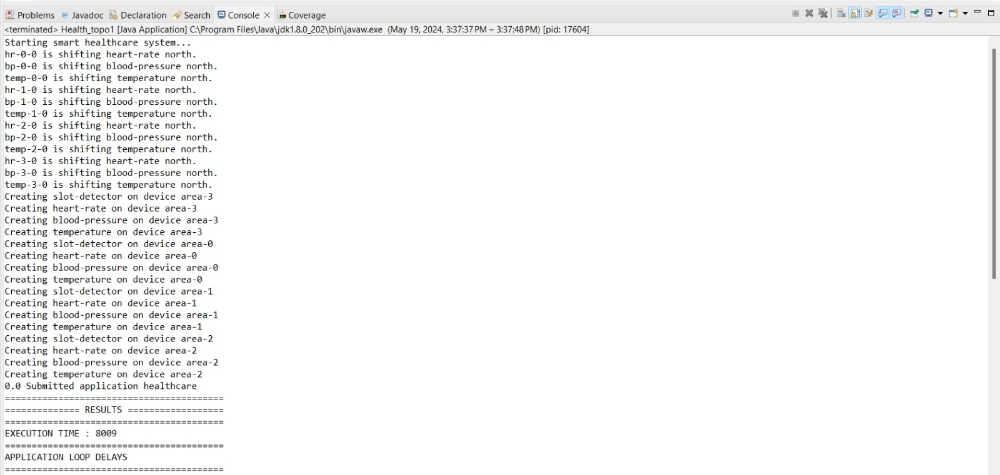 Problems @ Javadoc Declaration Search Console Coverage
<terminated> Health_topo1 [Java Application] C:\Program Files\Java\jdk1.8.0_202\bin\javaw.exe (May 19, 2024, 3:37:37 PM – 3:37:48 PM) [pid: 17604]
Starting smart healthcare system...
hr-0-0 is shifting heart-rate north.
bp-0-0 is shifting blood-pressure north.
temp-0-0 is shifting temperature north.
hr-1-0 is shifting heart-rate north.
bp-1-0 is shifting blood-pressure north.
temp-1-0 is shifting temperature north.
hr-2-0 is shifting heart-rate north.
bp-2-0 is shifting blood-pressure north.
temp-2-0 is shifting temperature north.
hr-3-0 is shifting heart-rate north.
bp-3-0 is shifting blood-pressure north.
temp-3-0 is shifting temperature north.
Creating slot-detector on device area-3
Creating heart-rate on device area-3
Creating blood-pressure on device area-3
Creating temperature on device area-3
Creating slot-detector on device area-0
Creating heart-rate on device area-0
Creating blood-pressure on device area-0
Creating temperature on device area-0
Creating slot-detector on device area-1
Creating heart-rate on device area-1
Creating blood-pressure on device area-1
Creating temperature on device area-1
Creating slot-detector on device area-2
Creating heart-rate on device area-2
Creating blood-pressure on device area-2
Creating temperature on device area-2
0.0 Submitted application healthcare
=========================================
============== RESULTS ==================
=========================================
EXECUTION TIME : 8009
=========================================
APPLICATION LOOP DELAYS
=========================================